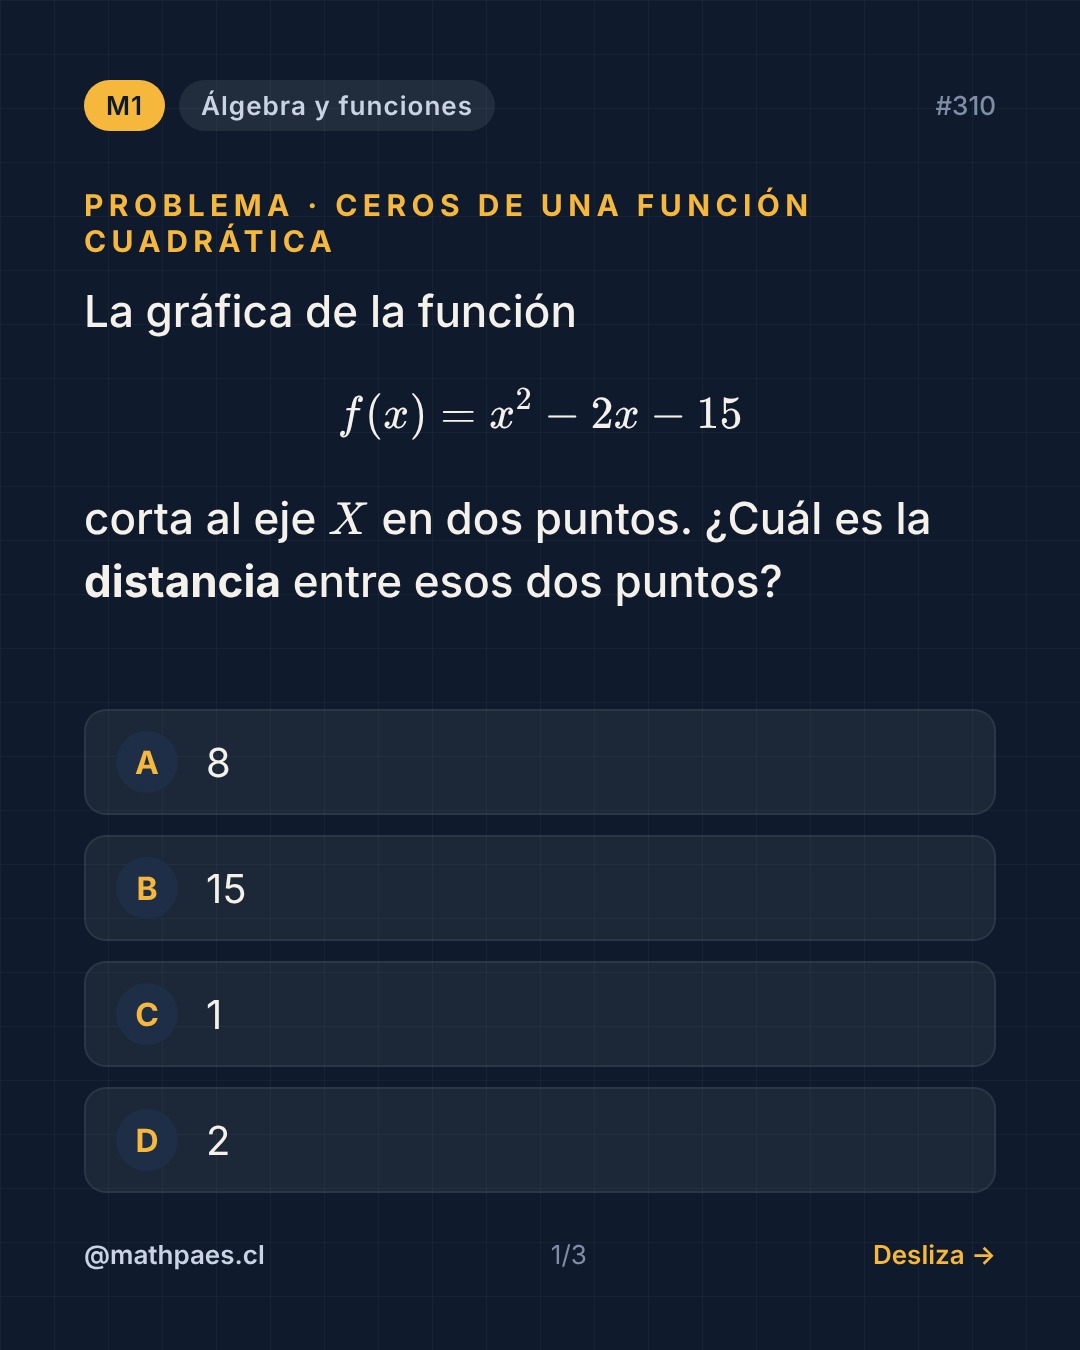 M1 Álgebra y funciones #310
PROBLEMA · CEROS DE UNA FUNCIÓN
CUADRÁTICA
La gráfica de la función
f(x) = x² − 2x − 15
corta al eje X en dos puntos. ¿Cuál es la
distancia entre esos dos puntos?
A 8
B 15
C 1
D 2
@mathpaes.cl 1/3 Desliza →